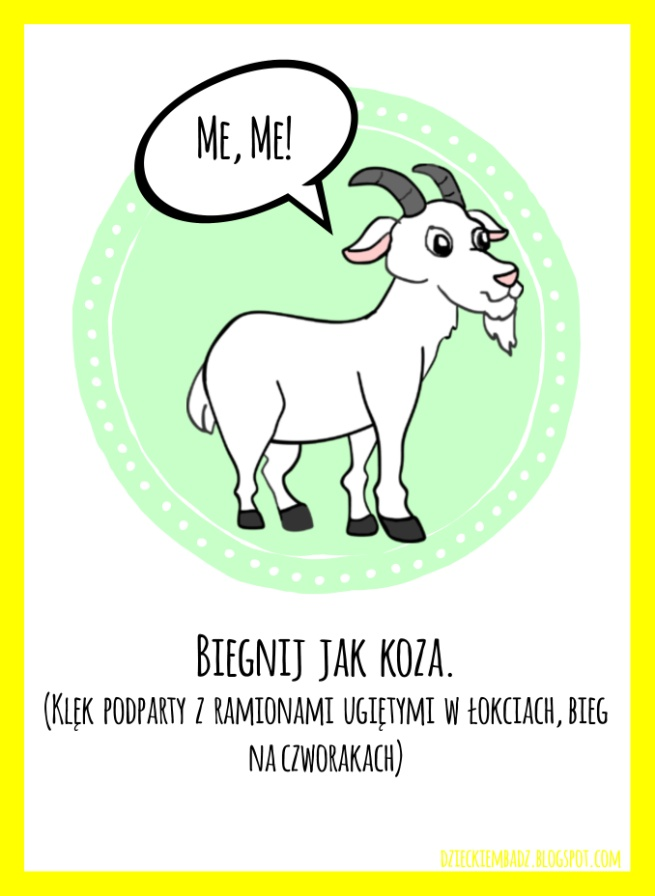 Me, Me!
Biegnij jak koza.
(Klęk podparty z ramionami ugiętymi w łokciach, bieg
na czworakach)
dzieckiembadz.blogspot.com